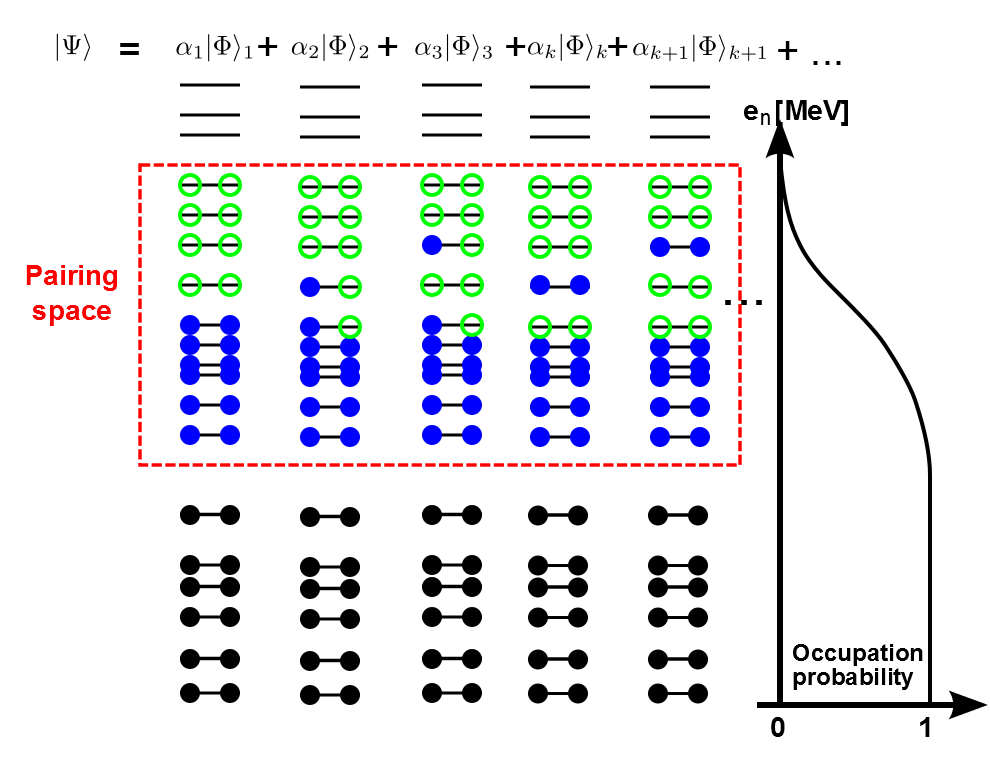 |Ψ⟩ = α₁|Φ⟩₁ + α₂|Φ⟩₂ + α₃|Φ⟩₃ + αₖ|Φ⟩ₖ + αₖ₊₁|Φ⟩ₖ₊₁ + ...
eₙ [MeV]
Pairing
space
...
Occupation
probability
0 1